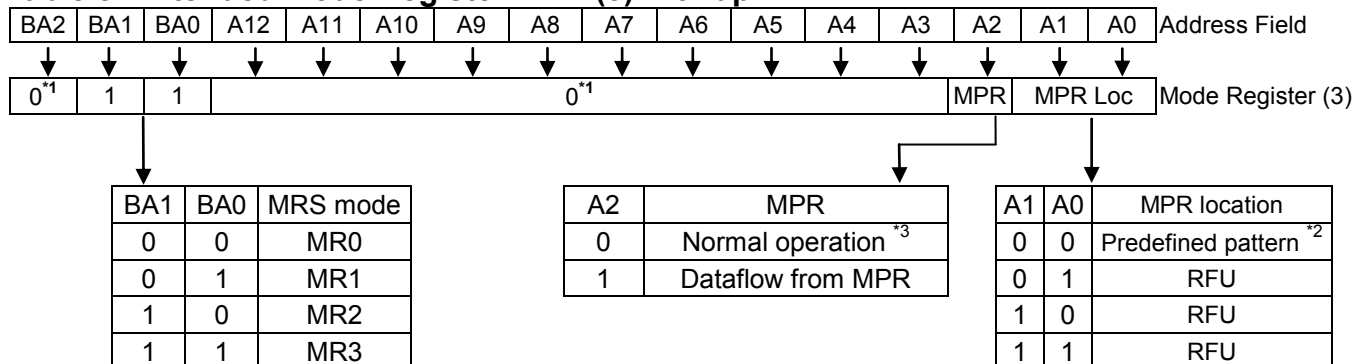 BA2 BA1 BA0 A12 A11 A10 A9 A8 A7 A6 A5 A4 A3 A2 A1 A0 Address Field
0*1 1 1 0*1 MPR MPR Loc Mode Register (3)
BA1 BA0 MRS mode
0 0 MR0
0 1 MR1
1 0 MR2
1 1 MR3
A2 MPR
0 Normal operation *3
1 Dataflow from MPR
A1 A0 MPR location
0 0 Predefined pattern *2
0 1 RFU
1 0 RFU
1 1 RFU